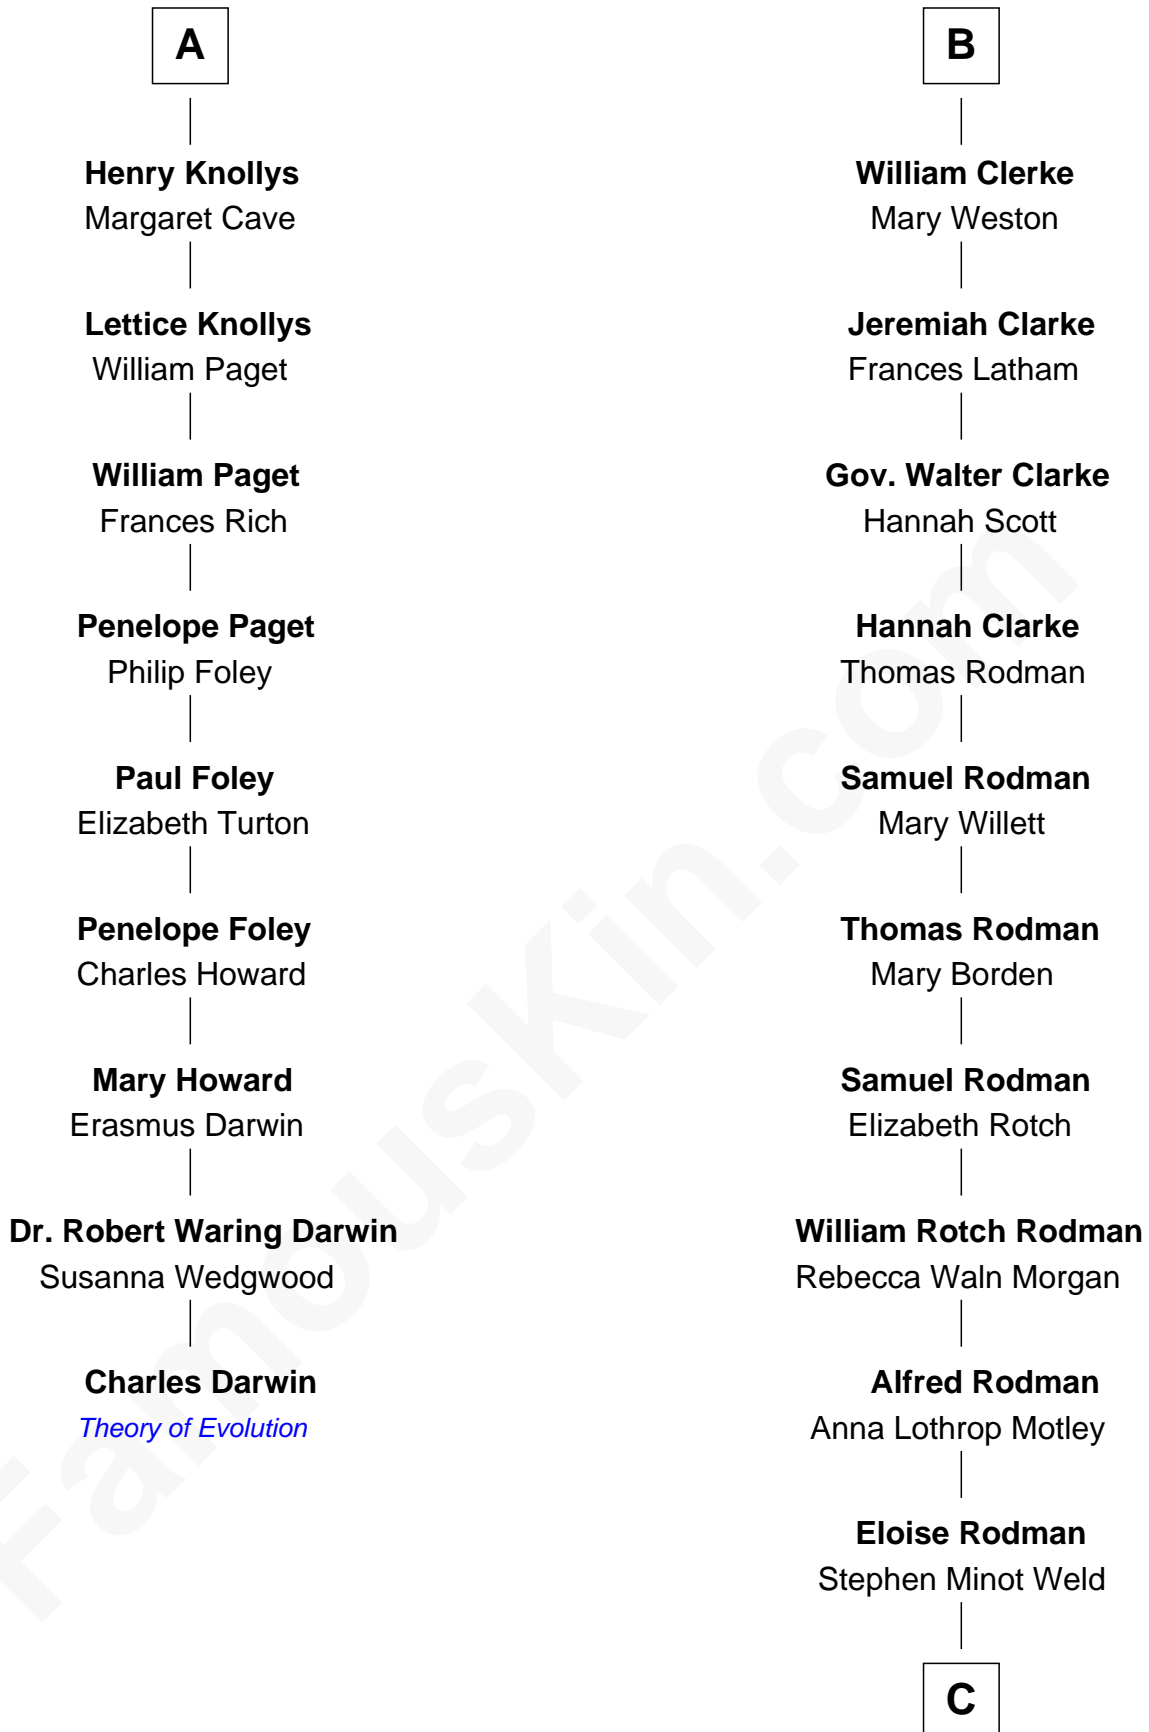 A
Henry Knollys
Margaret Cave
Lettice Knollys
William Paget
William Paget
Frances Rich
Penelope Paget
Philip Foley
Paul Foley
Elizabeth Turton
Penelope Foley
Charles Howard
Mary Howard
Erasmus Darwin
Dr. Robert Waring Darwin
Susanna Wedgwood
Charles Darwin
Theory of Evolution
B
William Clerke
Mary Weston
Jeremiah Clarke
Frances Latham
Gov. Walter Clarke
Hannah Scott
Hannah Clarke
Thomas Rodman
Samuel Rodman
Mary Willett
Thomas Rodman
Mary Borden
Samuel Rodman
Elizabeth Rotch
William Rotch Rodman
Rebecca Waln Morgan
Alfred Rodman
Anna Lothrop Motley
Eloise Rodman
Stephen Minot Weld
C
FamousKin.com